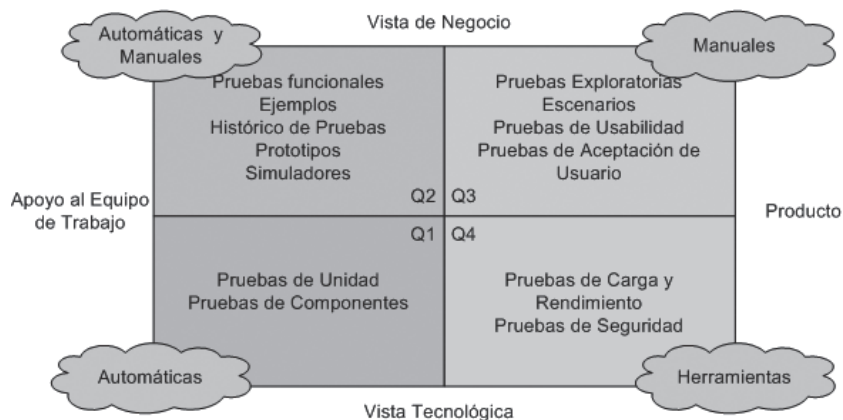 Vista de Negocio
Automáticas y
Manuales
Manuales
Pruebas funcionales
Ejemplos
Histórico de Pruebas
Prototipos
Simuladores
Q2
Pruebas Exploratorias
Escenarios
Pruebas de Usabilidad
Pruebas de Aceptación de
Usuario
Q3
Apoyo al Equipo
de Trabajo
Producto
Q1
Pruebas de Unidad
Pruebas de Componentes
Q4
Pruebas de Carga y
Rendimiento
Pruebas de Seguridad
Automáticas
Herramientas
Vista Tecnológica